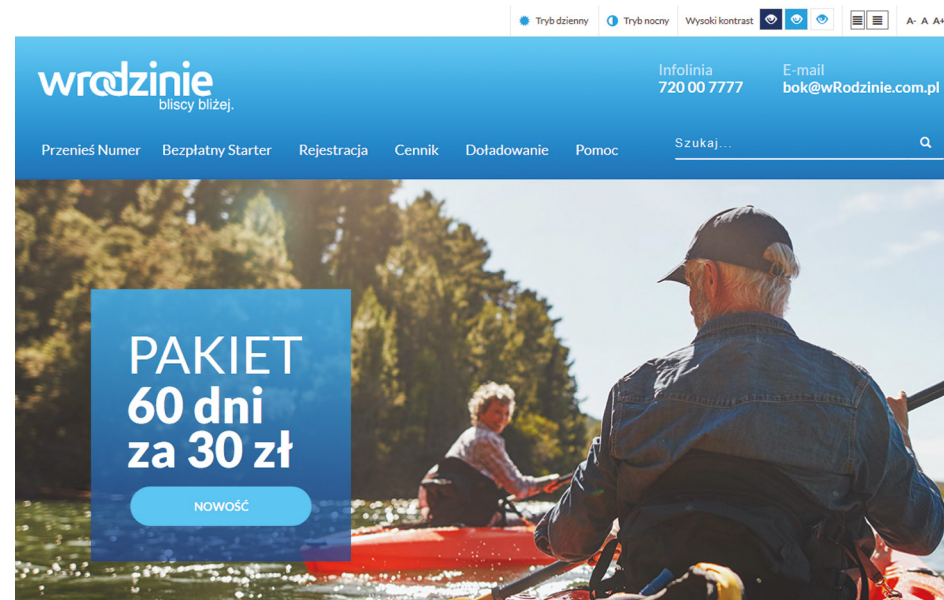 Tryb dzienny Tryb nocny Wysoki kontrast A- A A+
wrodzinie
bliscy bliżej.
Infolinia
720 00 7777
E-mail
bok@wRodzinie.com.pl
Przenieś Numer Bezpłatny Starter Rejestracja Cennik Doładowanie Pomoc
Szukaj...
PAKIET
60 dni
za 30 zł
NOWOŚĆ